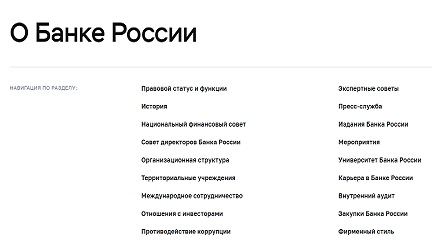 О Банке России
НАВИГАЦИЯ ПО РАЗДЕЛУ:
Правовой статус и функции
История
Национальный финансовый совет
Совет директоров Банка России
Организационная структура
Территориальные учреждения
Международное сотрудничество
Отношения с инвесторами
Противодействие коррупции
Экспертные советы
Пресс-служба
Издания Банка России
Мероприятия
Университет Банка России
Карьера в Банке России
Внутренний аудит
Закупки Банка России
Фирменный стиль